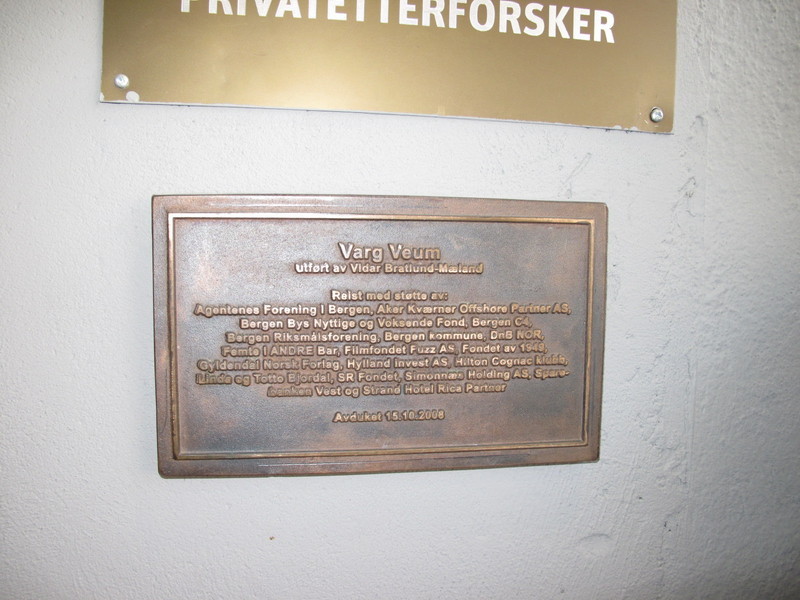 PRIVATETTERFORSKER
Varg Veum
utført av Vidar Bratlund-Mæland
Reist med støtte av:
Agentenes Forening i Bergen, Aker Kværner Offshore Partner AS,
Bergen Bys Nyttige og Voksende Fond, Bergen C4,
Bergen Riksmålsforening, Bergen kommune, DnB NOR,
Femte i ANDRE Bar, Filmfondet Fuzz AS, Fondet av 1949,
Gyldendal Norsk Forlag, Hylland Invest AS, Hilton Cognac klubb,
Linde og Totto Bjordal, SR Fondet, Simonnæs Holding AS, Spare-
banken Vest og Strand Hotel Rica Partner
Avduket 15.10.2008